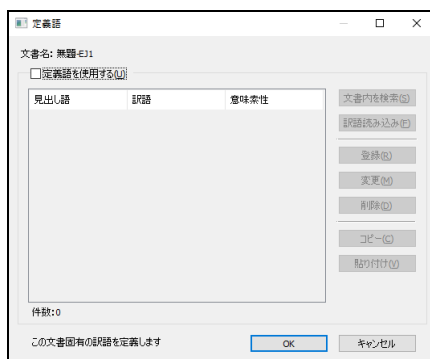 定義語
文書名: 無題-EJ1
定義語を使用する(U)
見出し語 訳語 意味索性
文書内を検索(S)
訳語読み込み(F)
登録(R)
変更(M)
削除(D)
コピー(C)
貼り付け(V)
件数:0
この文書固有の訳語を定義します
OK キャンセル